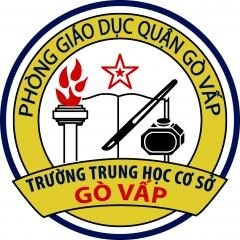 PHÒNG GIÁO DỤC QUẬN GÒ VẤP
TRƯỜNG TRUNG HỌC CƠ SỞ
GÒ VẤP